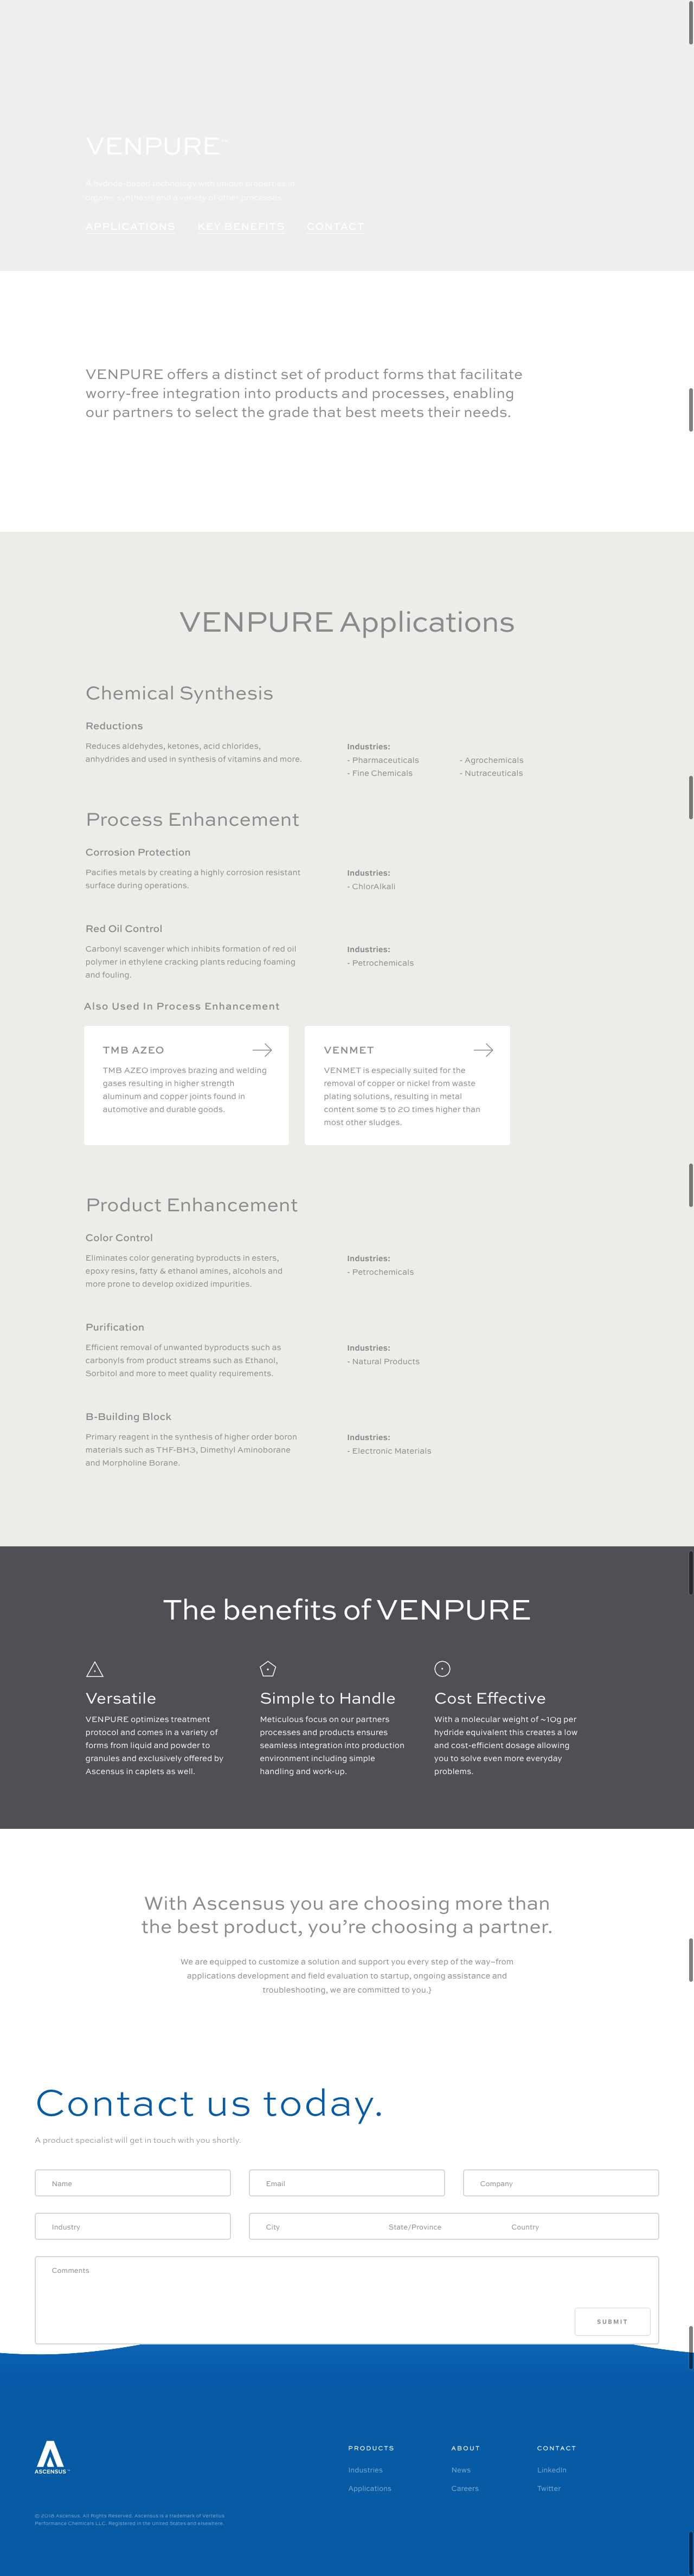 VENPURE™
A hydride based technology with unique properties in
organic synthesis and a variety of other processes.
APPLICATIONS KEY BENEFITS CONTACT
VENPURE offers a distinct set of product forms that facilitate
worry-free integration into products and processes, enabling
our partners to select the grade that best meets their needs.
VENPURE Applications
Chemical Synthesis
Reductions
Reduces aldehydes, ketones, acid chlorides,
anhydrides and used in synthesis of vitamins and more.
Industries:
- Pharmaceuticals - Agrochemicals
- Fine Chemicals - Nutraceuticals
Process Enhancement
Corrosion Protection
Pacifies metals by creating a highly corrosion resistant
surface during operations.
Industries:
- ChlorAlkali
Red Oil Control
Carbonyl scavenger which inhibits formation of red oil
polymer in ethylene cracking plants reducing foaming
and fouling.
Industries:
- Petrochemicals
Also Used In Process Enhancement
TMB AZEO
TMB AZEO improves brazing and welding
gases resulting in higher strength
aluminum and copper joints found in
automotive and durable goods.
VENMET
VENMET is especially suited for the
removal of copper or nickel from waste
plating solutions, resulting in metal
content some 5 to 20 times higher than
most other sludges.
Product Enhancement
Color Control
Eliminates color generating byproducts in esters,
epoxy resins, fatty & ethanol amines, alcohols and
more prone to develop oxidized impurities.
Industries:
- Petrochemicals
Purification
Efficient removal of unwanted byproducts such as
carbonyls from product streams such as Ethanol,
Sorbitol and more to meet quality requirements.
Industries:
- Natural Products
B-Building Block
Primary reagent in the synthesis of higher order boron
materials such as THF-BH3, Dimethyl Aminoborane
and Morpholine Borane.
Industries:
- Electronic Materials
The benefits of VENPURE
Versatile
VENPURE optimizes treatment
protocol and comes in a variety of
forms from liquid and powder to
granules and exclusively offered by
Ascensus in caplets as well.
Simple to Handle
Meticulous focus on our partners
processes and products ensures
seamless integration into production
environment including simple
handling and work-up.
Cost Effective
With a molecular weight of ~10g per
hydride equivalent this creates a low
and cost-efficient dosage allowing
you to solve even more everyday
problems.
With Ascensus you are choosing more than
the best product, you're choosing a partner.
We are equipped to customize a solution and support you every step of the way–from
applications development and field evaluation to startup, ongoing assistance and
troubleshooting, we are committed to you.}
Contact us today.
A product specialist will get in touch with you shortly.
Name Email Company
Industry City State/Province Country
Comments
SUBMIT
ASCENSUS
PRODUCTS ABOUT CONTACT
Industries News LinkedIn
Applications Careers Twitter
© 2018 Ascensus. All Rights Reserved. Ascensus is a trademark of Vertellus
Performance Chemicals LLC. Registered in the United States and elsewhere.